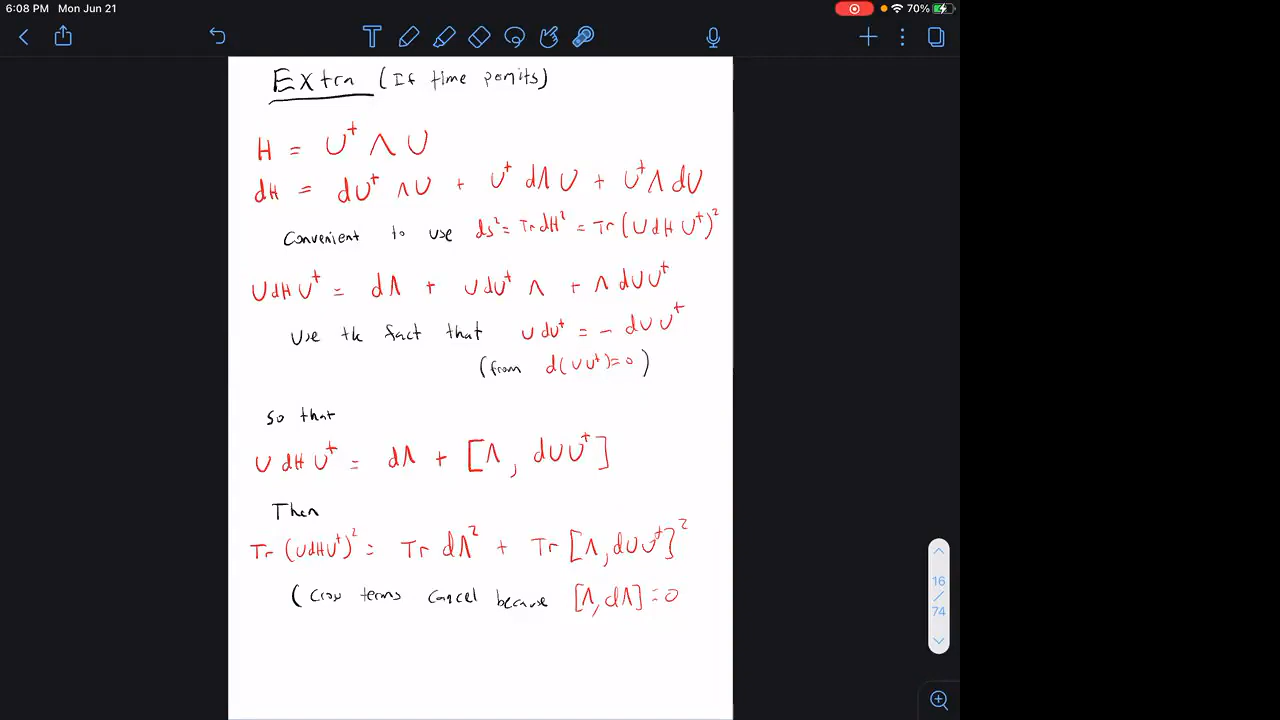 6:08 PM Mon Jun 21
70%
Extra (If time permits)
H = U† Λ U
dH = dU† ΛU + U† dΛ U + U† Λ dU
Convenient to use ds² = Tr dH² = Tr (U dH U†)²
U dH U† = dΛ + U dU† Λ + Λ dU U†
Use the fact that U dU† = - dU U†
(from d(UU†)=0)
So that
U dH U† = dΛ + [Λ, dU U†]
Then
Tr (U dH U†)² = Tr dΛ² + Tr [Λ, dU U†]²
(Cross terms cancel because [Λ, dΛ] = 0
16
/
74